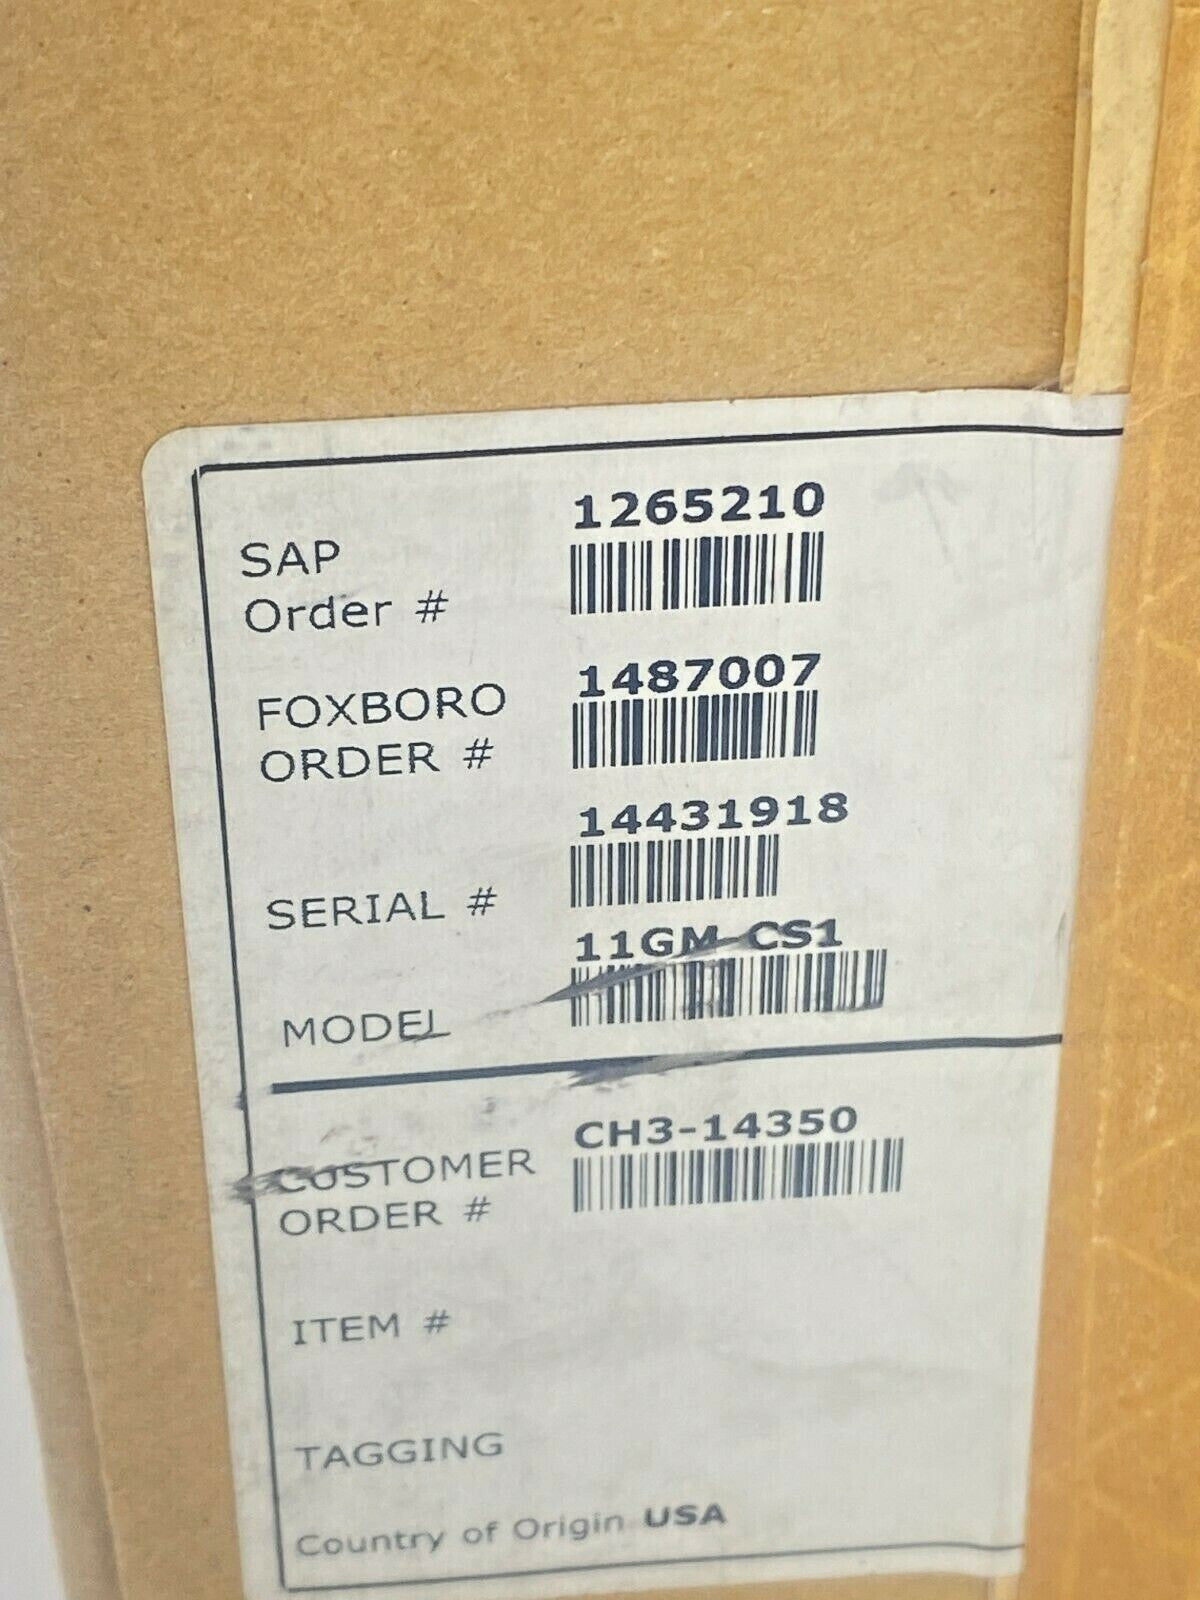 1265210
SAP
Order #
1487007
FOXBORO
ORDER #
14431918
SERIAL #
11GM-CS1
MODEL
CH3-14350
CUSTOMER
ORDER #
ITEM #
TAGGING
Country of Origin USA